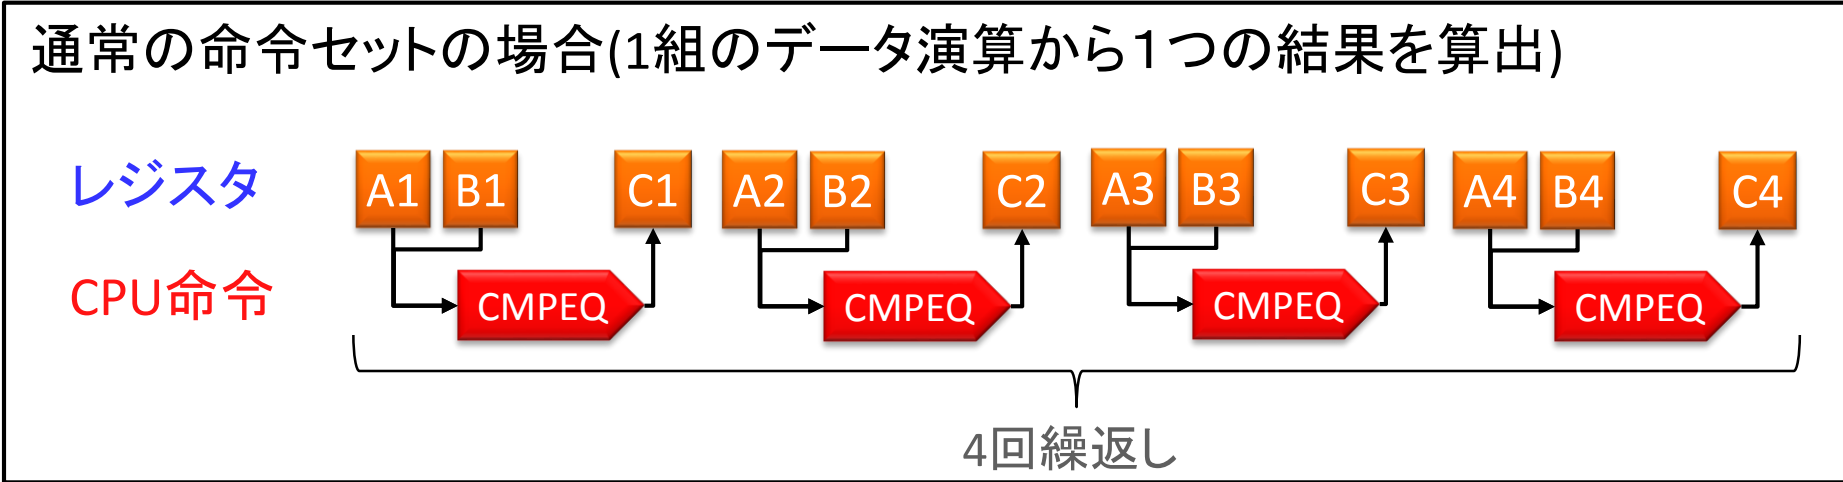 通常の命令セットの場合(1組のデータ演算から１つの結果を算出)
レジスタ A1 B1 C1 A2 B2 C2 A3 B3 C3 A4 B4 C4
CPU命令 CMPEQ CMPEQ CMPEQ CMPEQ
4回繰返し